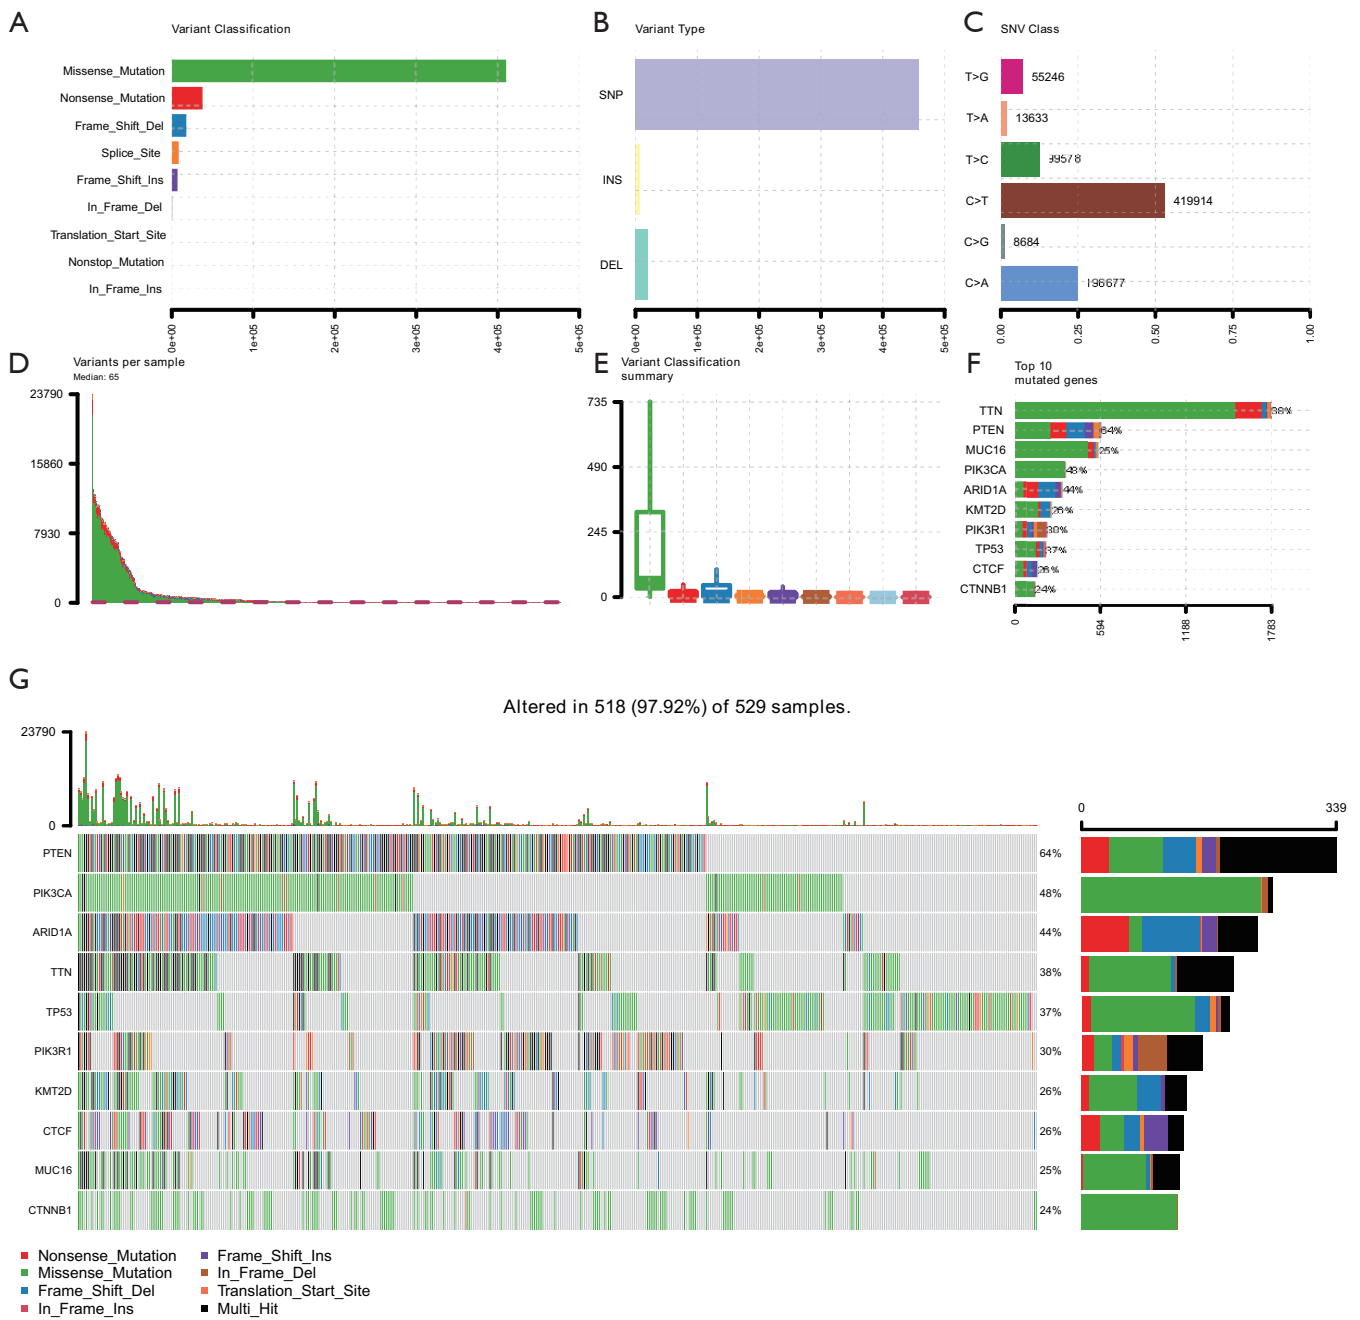 A
Variant Classification
Missense_Mutation
Nonsense_Mutation
Frame_Shift_Del
Splice_Site
Frame_Shift_Ins
In_Frame_Del
Translation_Start_Site
Nonstop_Mutation
In_Frame_Ins
0e+00
1e+05
2e+05
3e+05
4e+05
5e+05
B
Variant Type
SNP
INS
DEL
0e+00
1e+05
2e+05
3e+05
4e+05
5e+05
C
SNV Class
T>G
55246
T>A
13633
T>C
99578
C>T
419914
C>G
8684
C>A
196677
0.00
0.25
0.50
0.75
1.00
D
Variants per sample
Median: 65
23790
15860
7930
0
E
Variant Classification
summary
735
490
245
0
F
Top 10
mutated genes
TTN
38%
PTEN
64%
MUC16
25%
PIK3CA
48%
ARID1A
44%
KMT2D
26%
PIK3R1
30%
TP53
37%
CTCF
26%
CTNNB1
24%
0
594
1188
1783
G
Altered in 518 (97.92%) of 529 samples.
23790
0
0
339
PTEN
64%
PIK3CA
48%
ARID1A
44%
TTN
38%
TP53
37%
PIK3R1
30%
KMT2D
26%
CTCF
26%
MUC16
25%
CTNNB1
24%
Nonsense_Mutation
Missense_Mutation
Frame_Shift_Del
In_Frame_Ins
Frame_Shift_Ins
In_Frame_Del
Translation_Start_Site
Multi_Hit